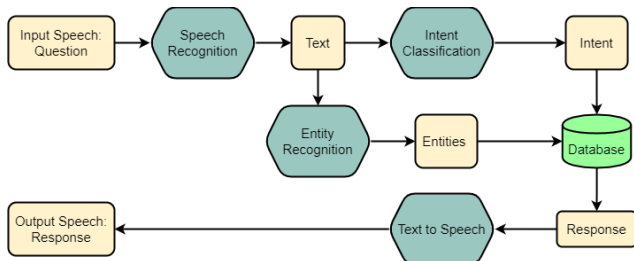 Input Speech:
Question
Speech
Recognition
Text
Intent
Classification
Intent
Entity
Recognition
Entities
Database
Output Speech:
Response
Text to Speech
Response